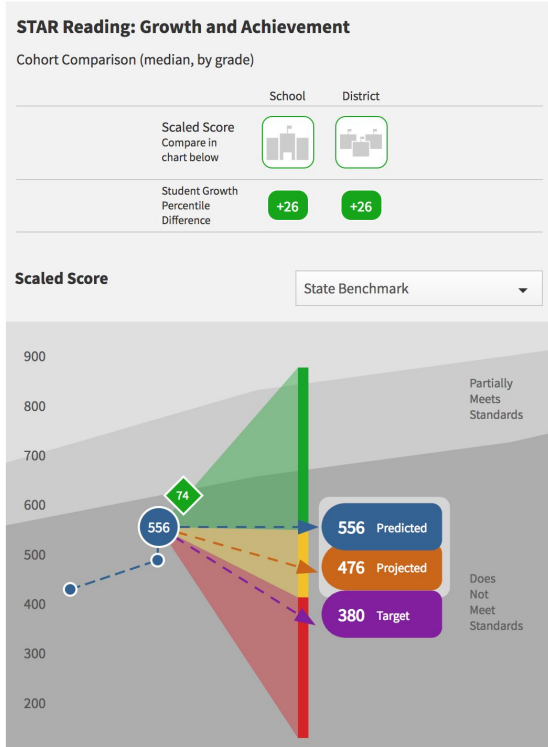 STAR Reading: Growth and Achievement
Cohort Comparison (median, by grade)
School District
Scaled Score
Compare in
chart below
Student Growth
Percentile
Difference
+26 +26
Scaled Score
State Benchmark
900
800
700
600
500
400
300
200
Partially
Meets
Standards
74
556
556 Predicted
476 Projected
380 Target
Does
Not
Meet
Standards